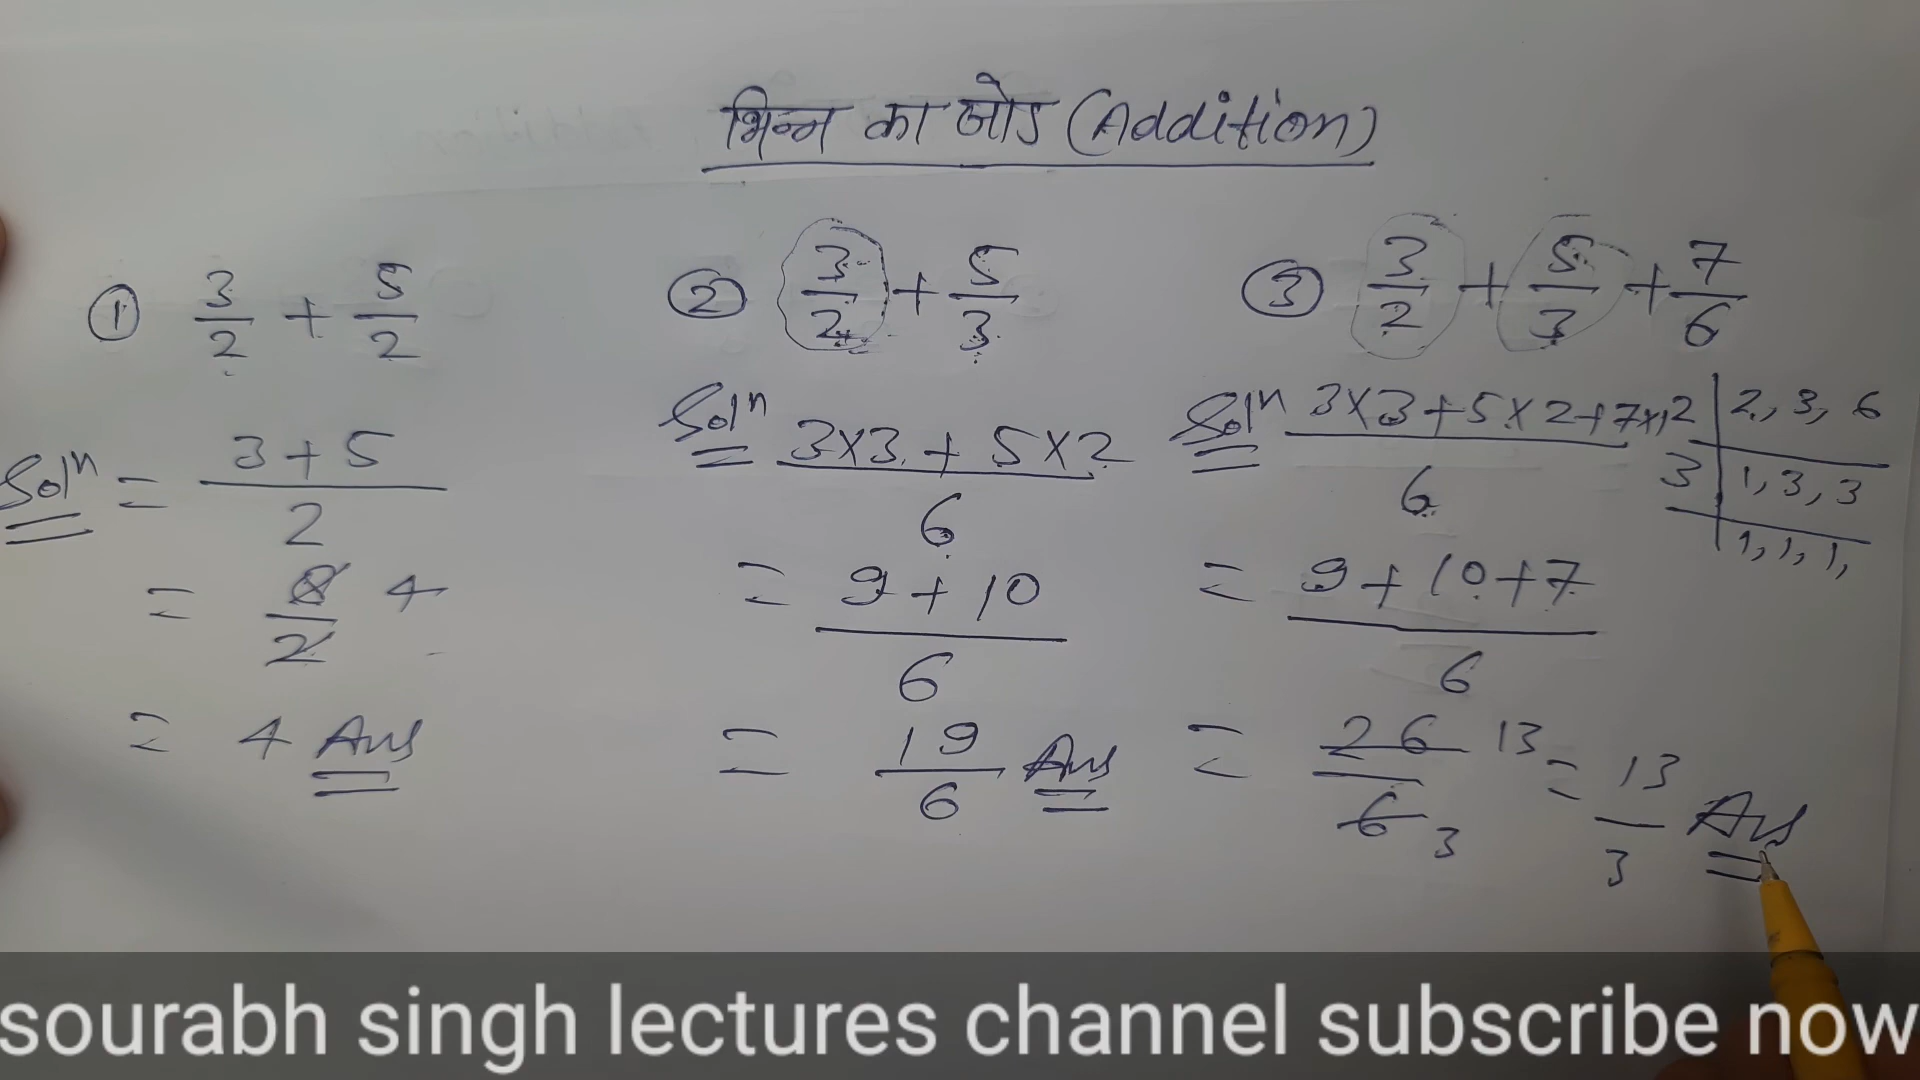 भिन्न का जोड (Addition)
① 3/2 + 5/2
Solⁿ = 3+5/2
= 8/2 4
= 4 Ans
② 3/2 + 5/3
Solⁿ 3×3 + 5×2/6
= 9+10/6
= 19/6 Ans
③ 3/2 + 5/3 + 7/6
Solⁿ 3×3+5×2+7×1/6
2 | 2, 3, 6
3 | 1, 3, 3
1, 1, 1,
= 9+10+7/6
= 26/6 13 3 = 13/3 Ans
sourabh singh lectures channel subscribe now